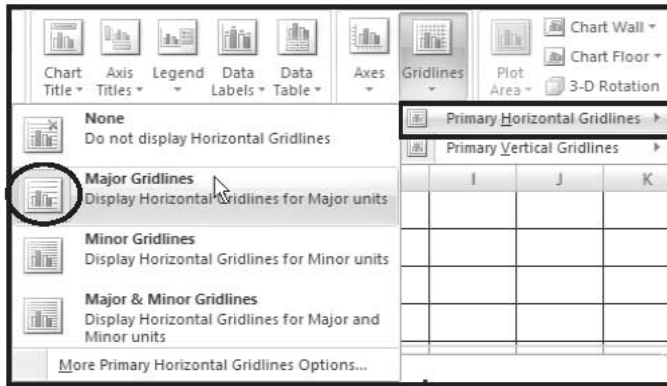 Chart Title
Axis Titles
Legend
Data Labels
Data Table
Axes
Gridlines
Plot Area
Chart Wall
Chart Floor
3-D Rotation
None
Do not display Horizontal Gridlines
Major Gridlines
Display Horizontal Gridlines for Major units
Minor Gridlines
Display Horizontal Gridlines for Minor units
Major & Minor Gridlines
Display Horizontal Gridlines for Major and
Minor units
More Primary Horizontal Gridlines Options...
Primary Horizontal Gridlines
Primary Vertical Gridlines
I J K